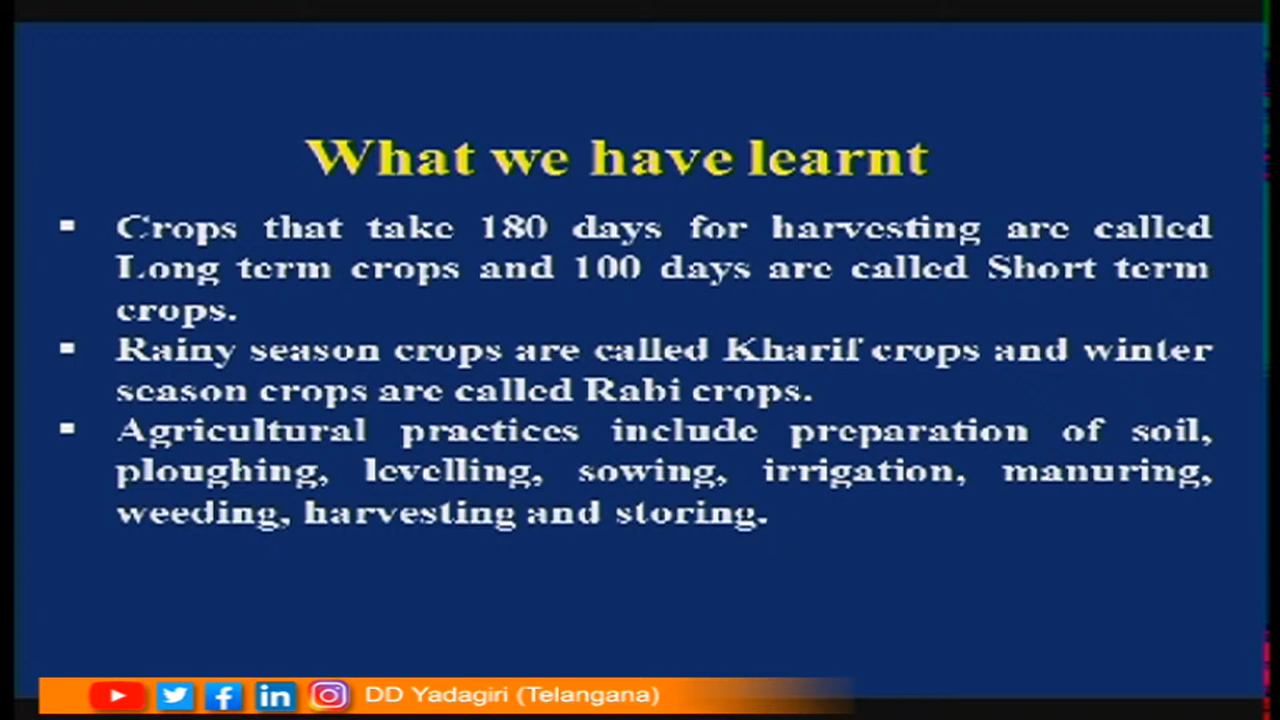 What we have learnt
▪ Crops that take 180 days for harvesting are called
Long term crops and 100 days are called Short term
crops.
▪ Rainy season crops are called Kharif crops and winter
season crops are called Rabi crops.
▪ Agricultural practices include preparation of soil,
ploughing, levelling, sowing, irrigation, manuring,
weeding, harvesting and storing.
DD Yadagiri (Telangana)